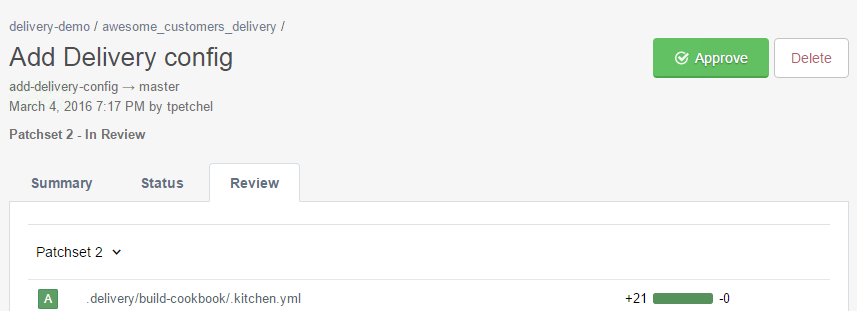 delivery-demo / awesome_customers_delivery /
Add Delivery config
Approve
Delete
add-delivery-config → master
March 4, 2016 7:17 PM by tpetchel
Patchset 2 - In Review
Summary
Status
Review
Patchset 2
A .delivery/build-cookbook/.kitchen.yml +21 -0